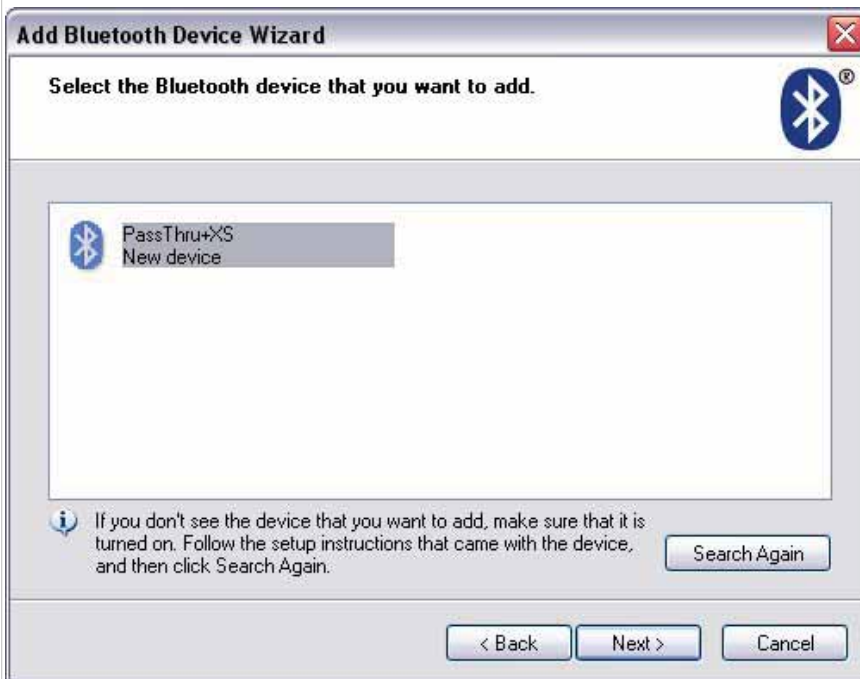 Add Bluetooth Device Wizard
Select the Bluetooth device that you want to add.
®
PassThru+XS
New device
If you don't see the device that you want to add, make sure that it is
turned on. Follow the setup instructions that came with the device,
and then click Search Again.
Search Again
< Back
Next >
Cancel